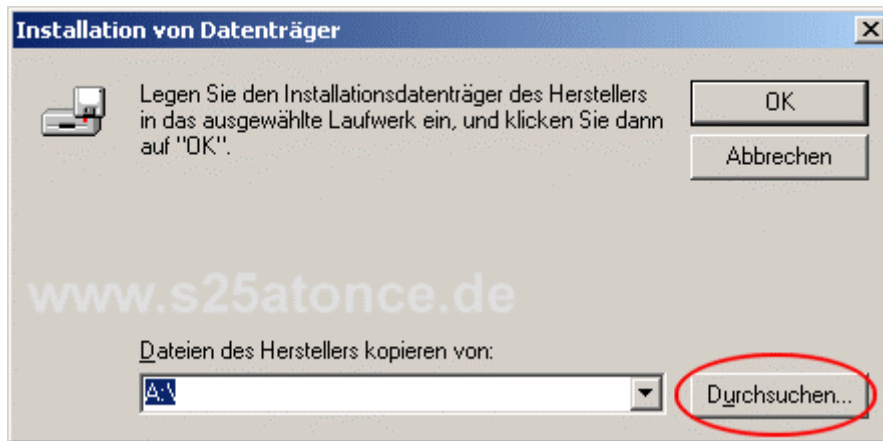 Installation von Datenträger
Legen Sie den Installationsdatenträger des Herstellers
in das ausgewählte Laufwerk ein, und klicken Sie dann
auf "OK".
OK
Abbrechen
www.s25atonce.de
Dateien des Herstellers kopieren von:
A:\
Durchsuchen...